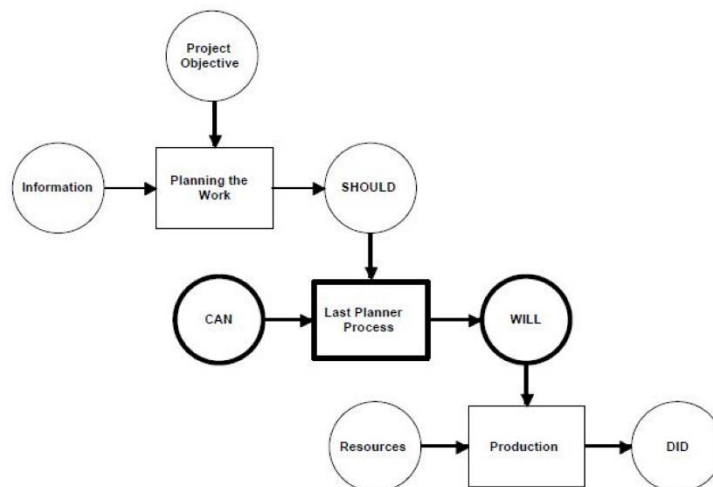 Project
Objective
Information
Planning the
Work
SHOULD
CAN
Last Planner
Process
WILL
Resources
Production
DID